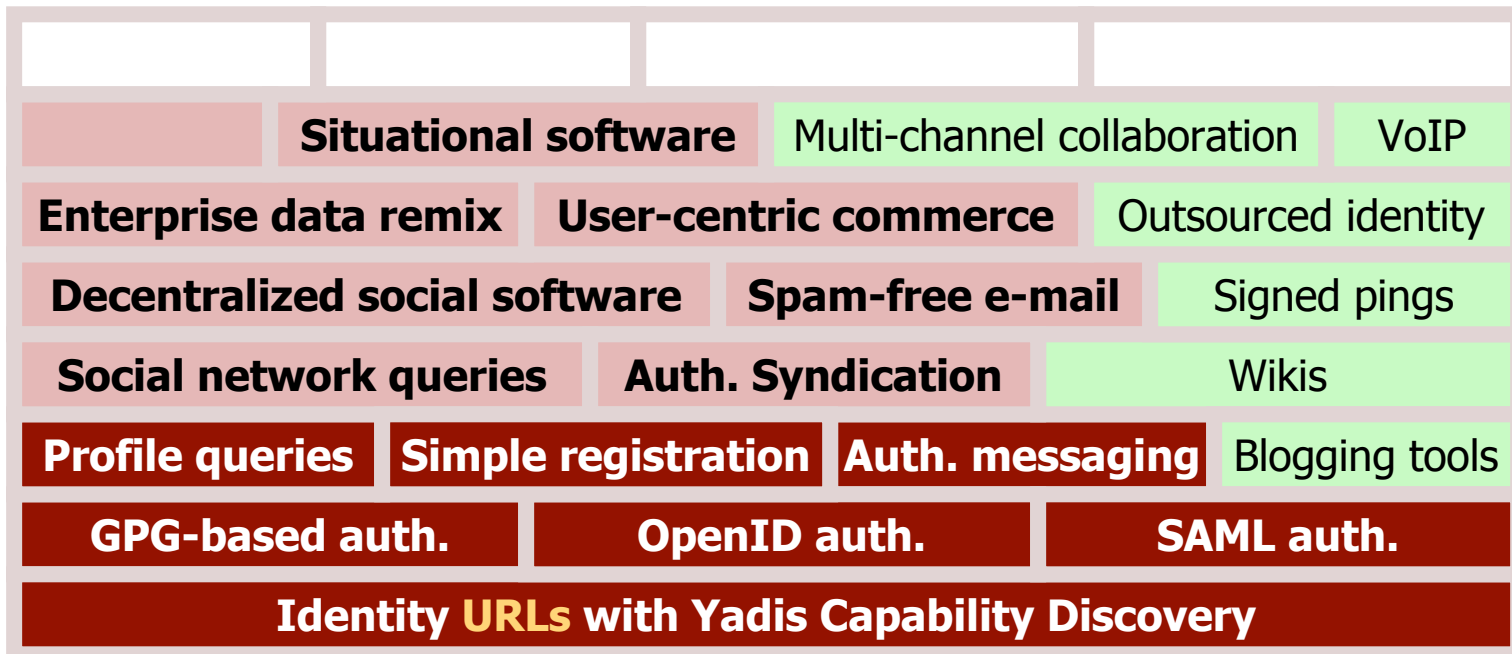 Situational software Multi-channel collaboration VoIP
Enterprise data remix User-centric commerce Outsourced identity
Decentralized social software Spam-free e-mail Signed pings
Social network queries Auth. Syndication Wikis
Profile queries Simple registration Auth. messaging Blogging tools
GPG-based auth. OpenID auth. SAML auth.
Identity URLs with Yadis Capability Discovery